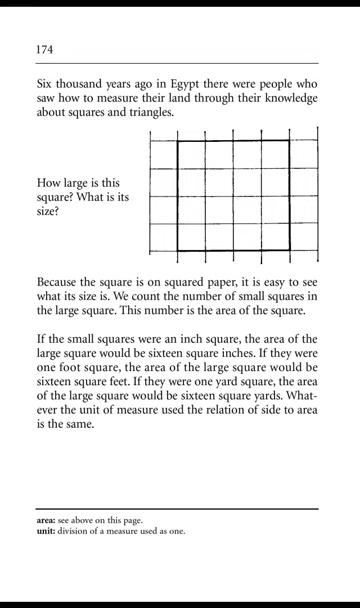 174
Six thousand years ago in Egypt there were people who
saw how to measure their land through their knowledge
about squares and triangles.
How large is this
square? What is its
size?
Because the square is on squared paper, it is easy to see
what its size is. We count the number of small squares in
the large square. This number is the area of the square.
If the small squares were an inch square, the area of the
large square would be sixteen square inches. If they were
one foot square, the area of the large square would be
sixteen square feet. If they were one yard square, the area
of the large square would be sixteen square yards. What-
ever the unit of measure used the relation of side to area
is the same.
area: see above on this page.
unit: division of a measure used as one.